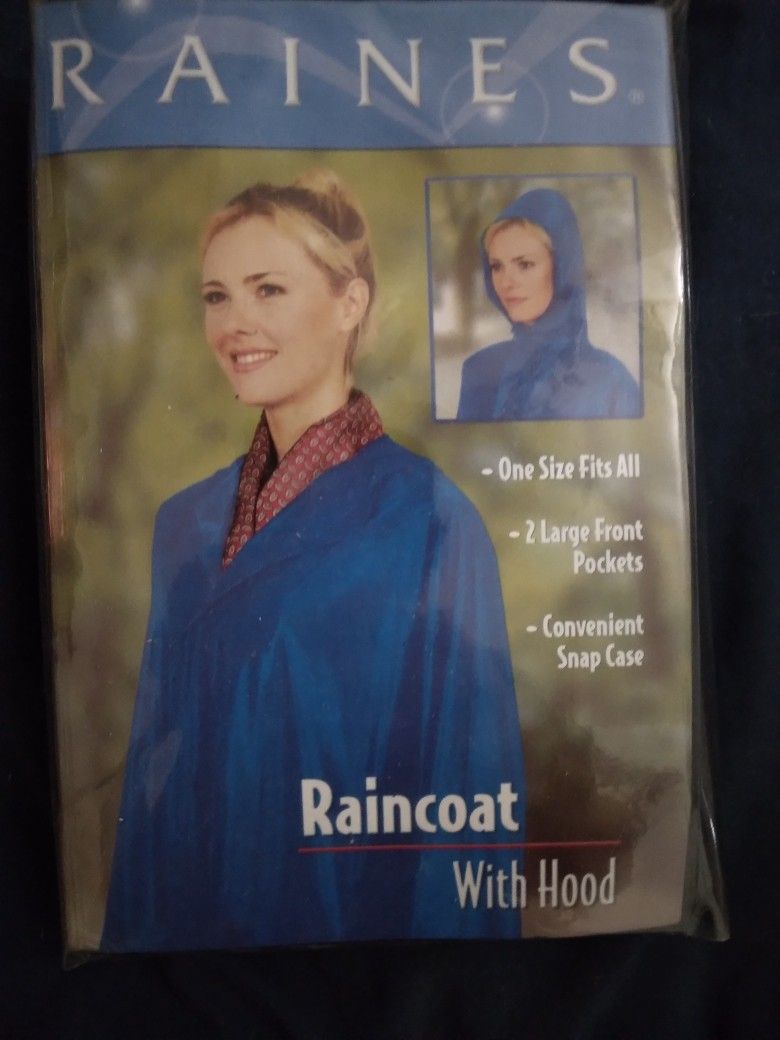 RAINES®
- One Size Fits All
- 2 Large Front
Pockets
- Convenient
Snap Case
Raincoat
With Hood